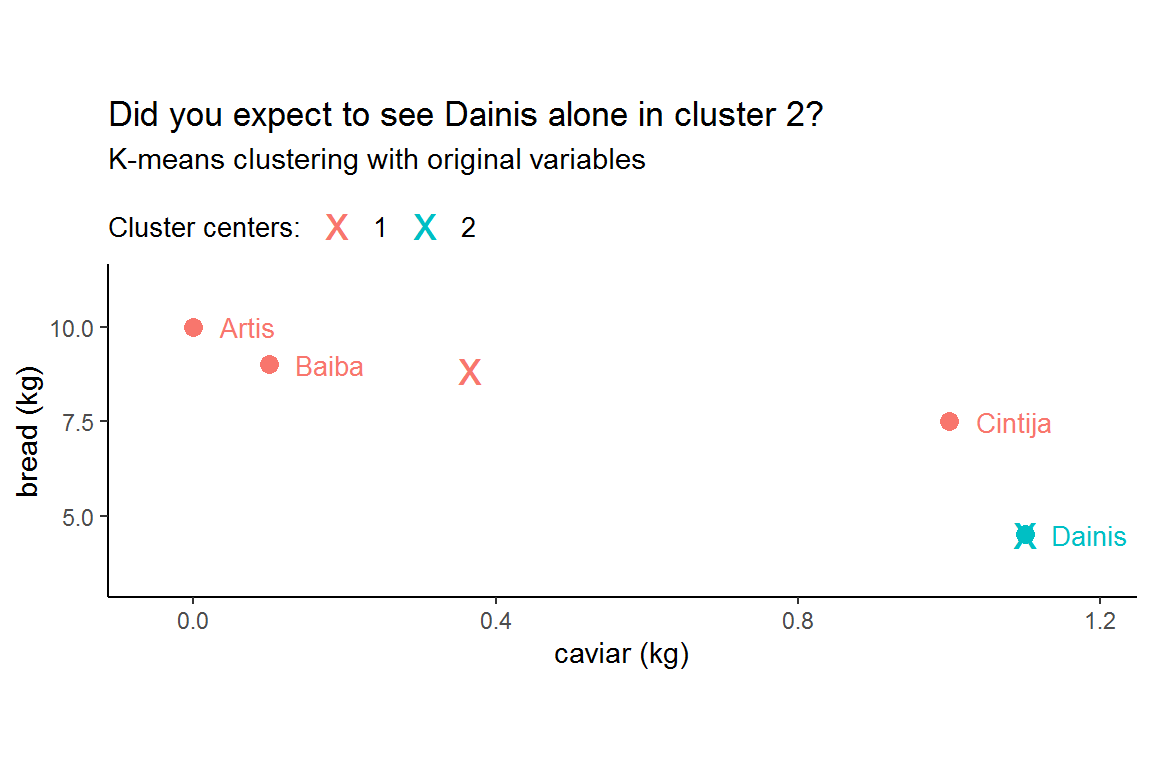 Did you expect to see Dainis alone in cluster 2?
K-means clustering with original variables
Cluster centers: X 1 X 2
10.0
7.5
5.0
bread (kg)
Artis
Baiba
X
Cintija
X Dainis
0.0 0.4 0.8 1.2
caviar (kg)